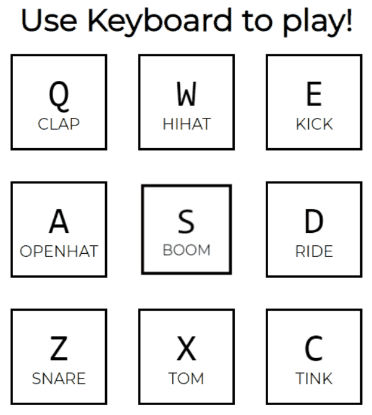 Use Keyboard to play!
Q W E
CLAP HIHAT KICK
A S D
OPENHAT BOOM RIDE
Z X C
SNARE TOM TINK